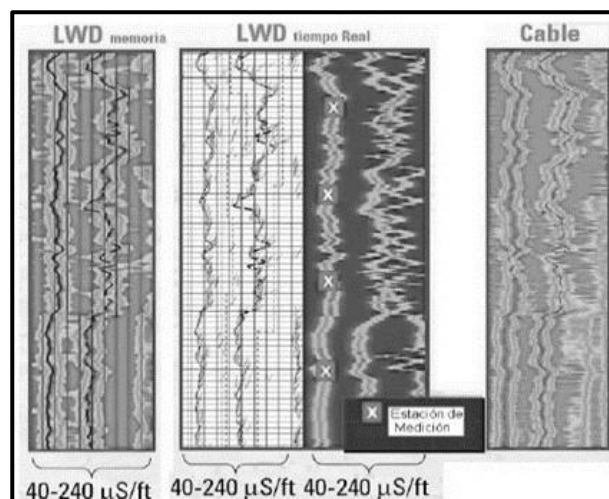 LWD memoria
LWD tiempo Real
Cable
X
X
X
X
X Estación de
Medición
40-240 µS/ft
40-240 µS/ft
40-240 µS/ft